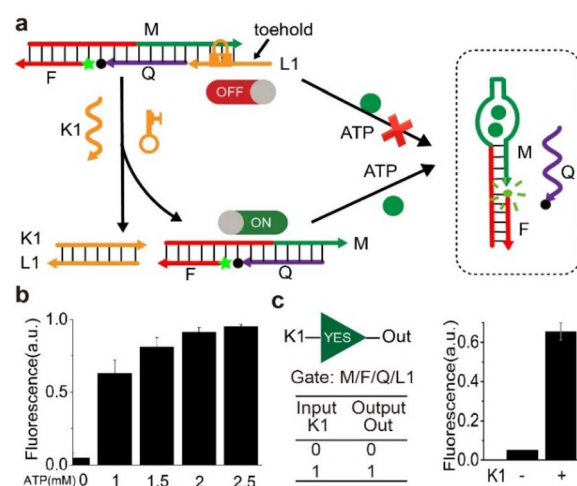 a
M
toehold
F
Q
L1
OFF
K1
ATP
ATP
M
Q
F
ON
K1
L1
F
Q
M
b
Fluorescence(a.u.)
1.0
0.5
0.0
ATP(mM) 0 1 1.5 2 2.5
c
K1 YES Out
Gate: M/F/Q/L1
Input Output
K1 Out
0 0
1 1
Fluorescence(a.u.)
0.6
0.4
0.2
0.0
K1 - +